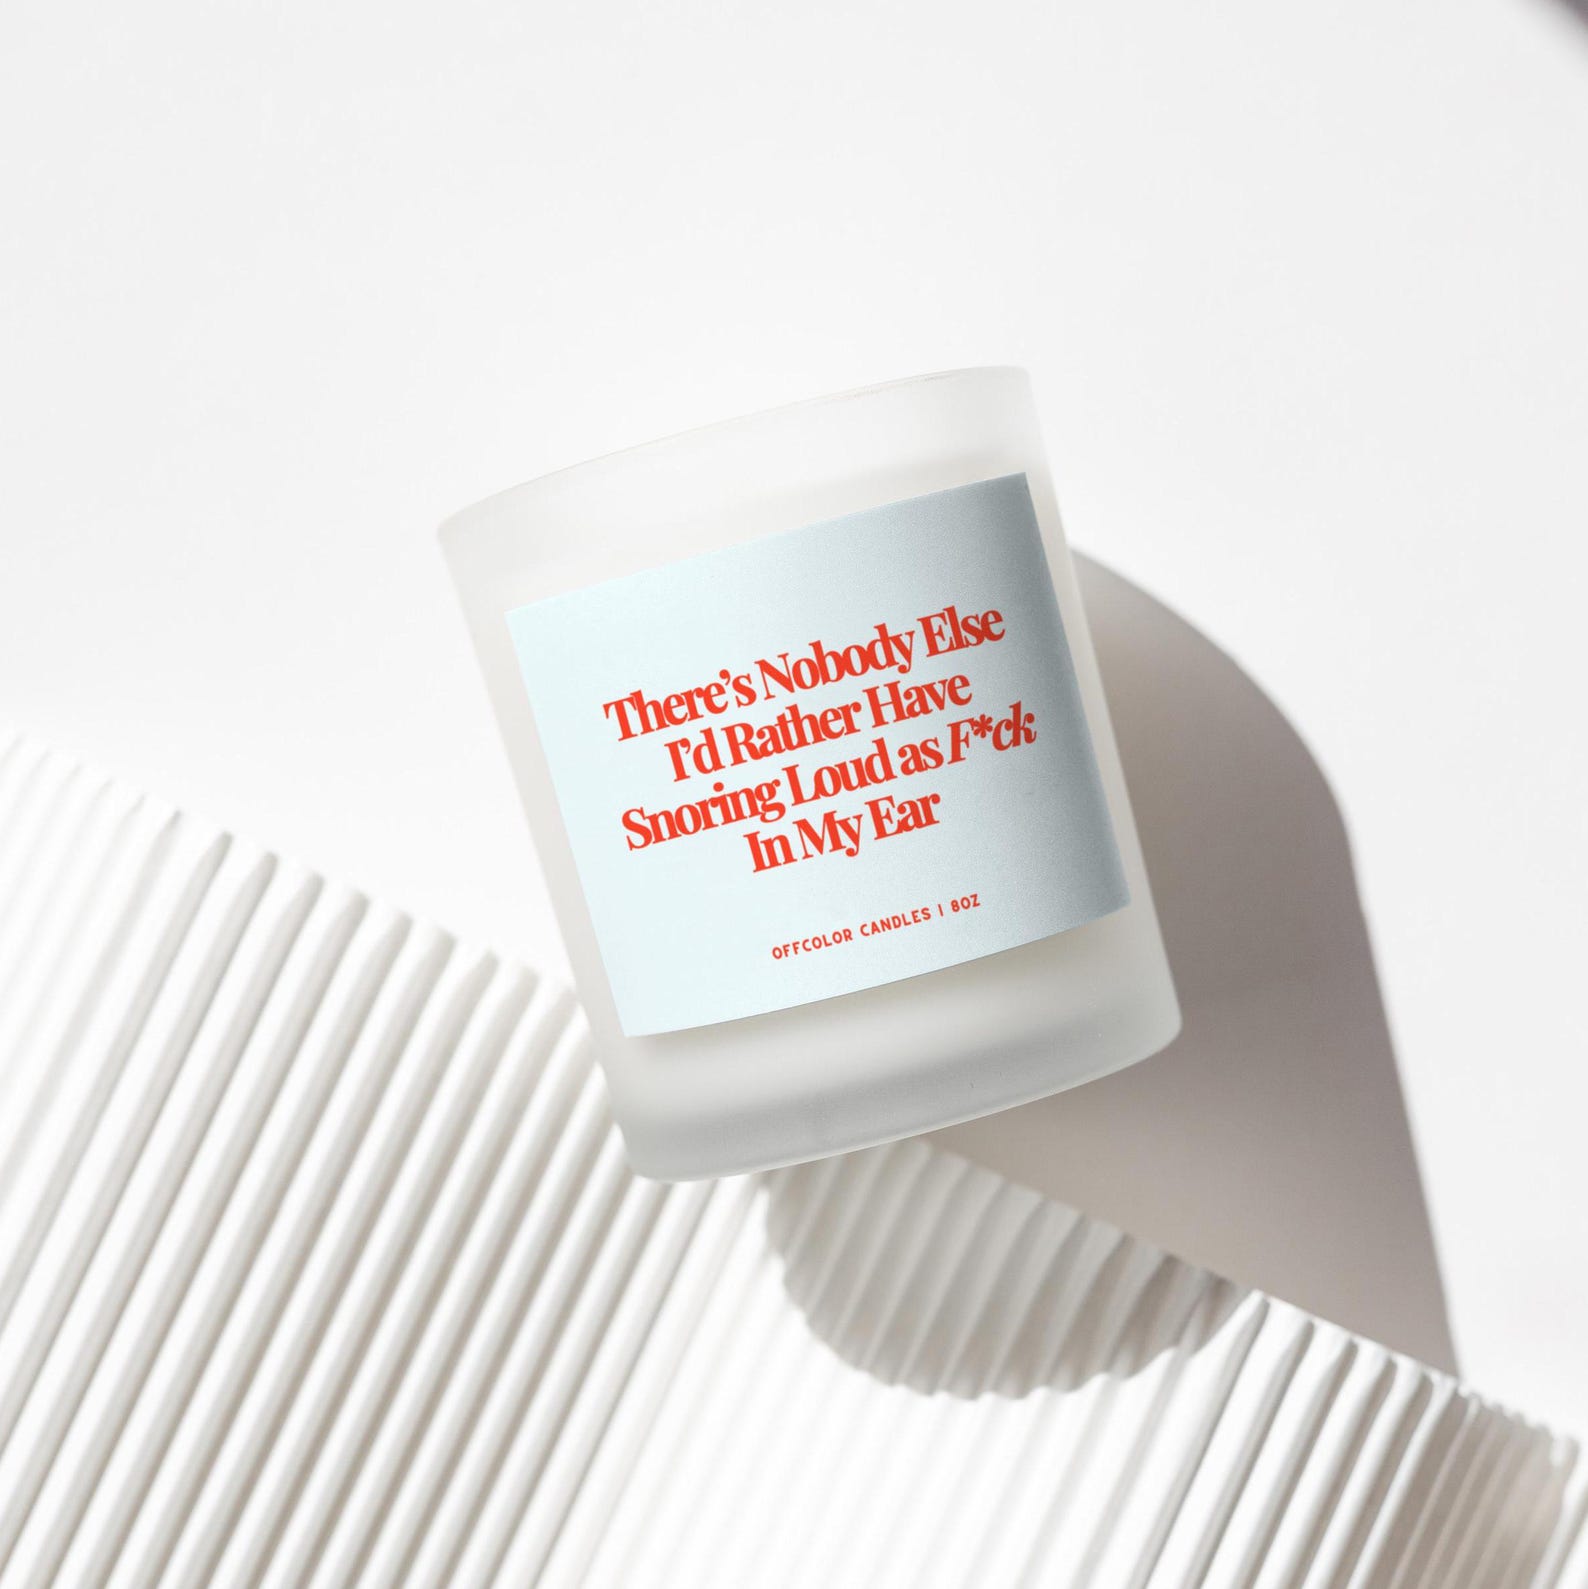 There's Nobody Else
I'd Rather Have
Snoring Loud as F*ck
In My Ear
OFFCOLOR CANDLES | 8OZ